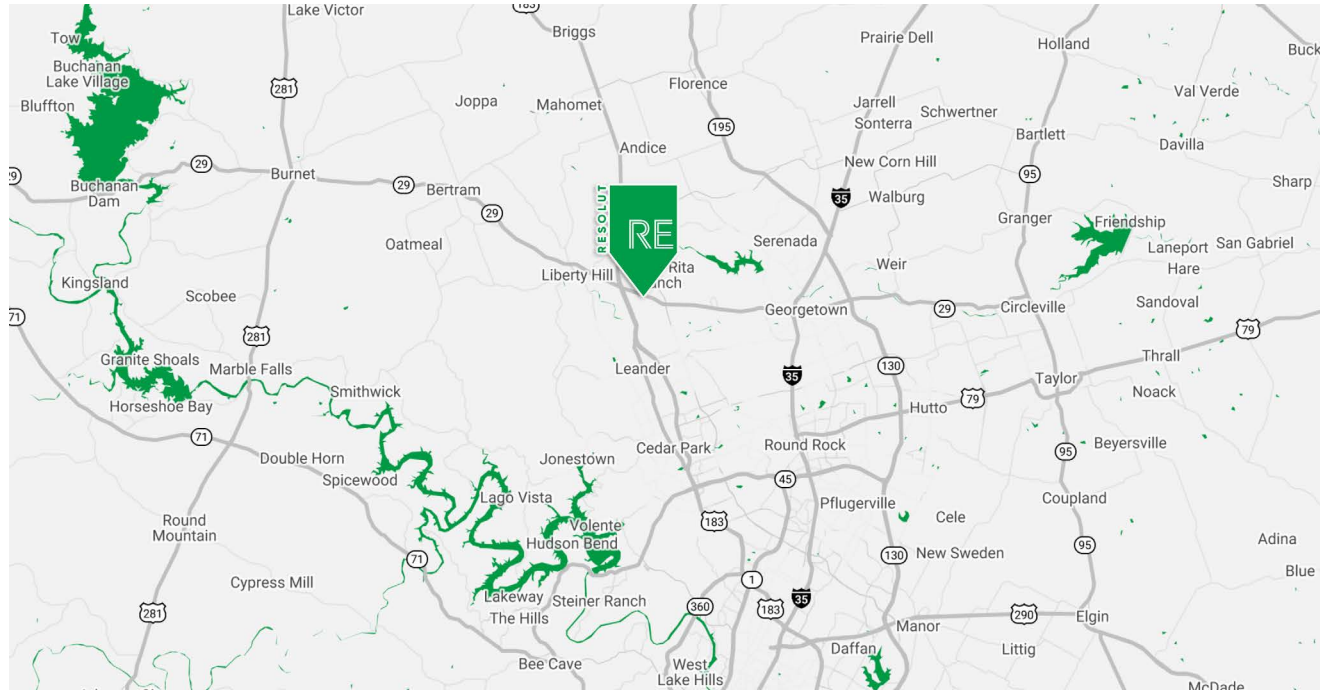 183
Lake Victor
Briggs
Prairie Dell
Holland
Tow
Buchanan
Lake Village
Bluffton
281
Joppa
Mahomet
Florence
195
Jarrell
Sonterra
Schwertner
Val Verde
Bartlett
Davilla
Andice
New Corn Hill
29
Burnet
29
Bertram
29
Buchanan
Dam
35
Walburg
95
Sharp
Granger
Friendship
RESOLUT
RE
Oatmeal
Serenada
Laneport
San Gabriel
Weir
Hare
Liberty Hill
Rita
Kingsland
Scobee
Georgetown
29
Circleville
Sandoval
71
281
79
Granite Shoals
Marble Falls
Leander
35
130
Thrall
Taylor
Noack
Smithwick
Horseshoe Bay
79
Hutto
71
Cedar Park
Round Rock
Beyersville
95
Double Horn
Jonestown
Spicewood
45
Lago Vista
Pflugerville
Coupland
Round
Mountain
Volente
183
Cele
Hudson Bend
95
Adina
71
130
New Sweden
Cypress Mill
1
Blue
Lakeway
Steiner Ranch
360
183
35
281
The Hills
290
Elgin
Manor
Daffan
Littig
Bee Cave
West
Lake Hills
McDade